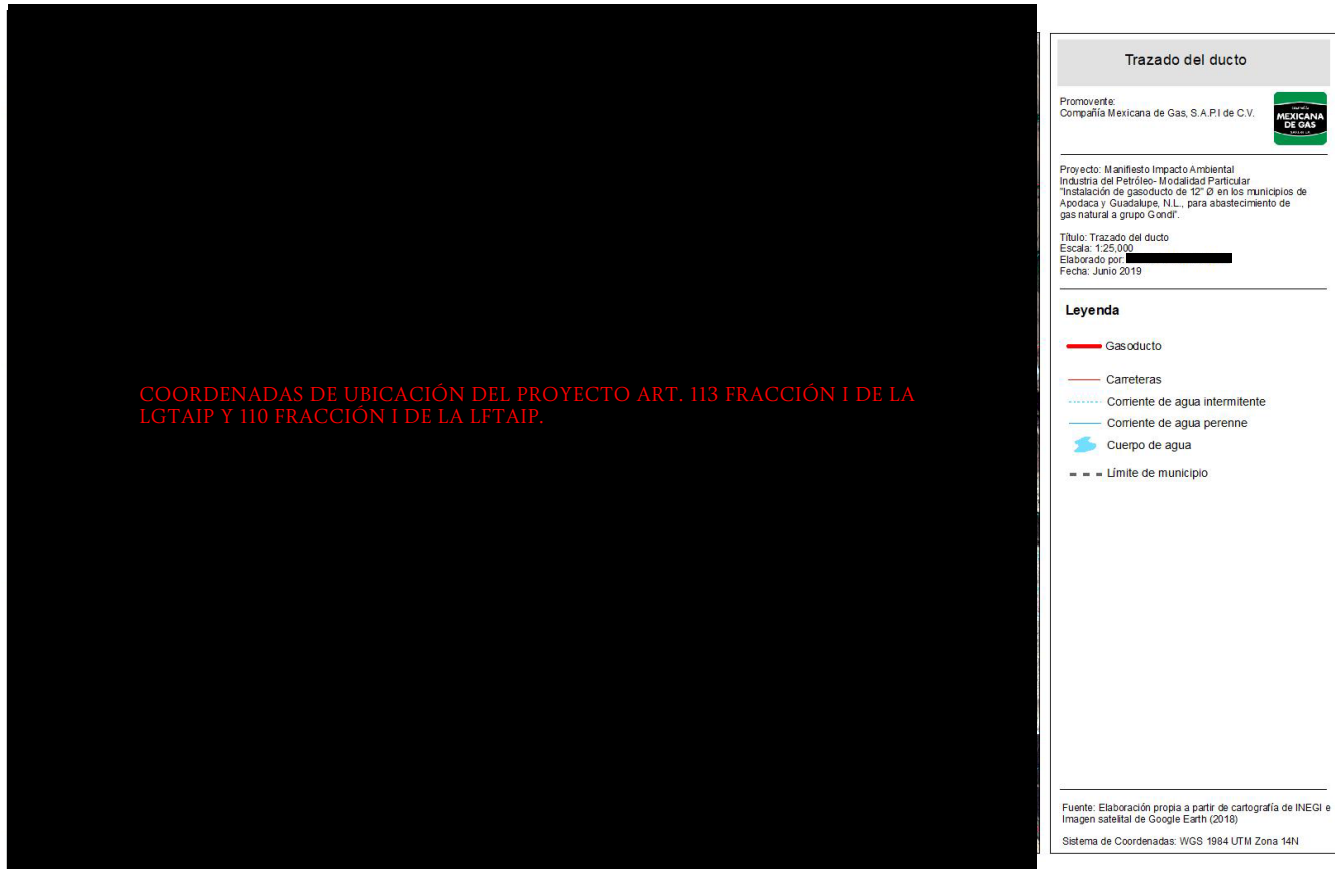 COORDENADAS DE UBICACIÓN DEL PROYECTO ART. 113 FRACCIÓN I DE LA
LGTAIP Y 110 FRACCIÓN I DE LA LFTAIP.
Trazado del ducto
Promovente:
Compañía Mexicana de Gas, S.A.P.I de C.V.
MEXICANA
DE GAS
Proyecto: Manifiesto Impacto Ambiental
Industria del Petróleo- Modalidad Particular
"Instalación de gasoducto de 12" Ø en los municipios de
Apodaca y Guadalupe, N.L., para abastecimiento de
gas natural a grupo Gondi".
Título: Trazado del ducto
Escala: 1:25,000
Elaborado por:
Fecha: Junio 2019
Leyenda
Gasoducto
Carreteras
Corriente de agua intermitente
Corriente de agua perenne
Cuerpo de agua
Límite de municipio
Fuente: Elaboración propia a partir de cartografía de INEGI e
Imagen satelital de Google Earth (2018)
Sistema de Coordenadas: WGS 1984 UTM Zona 14N